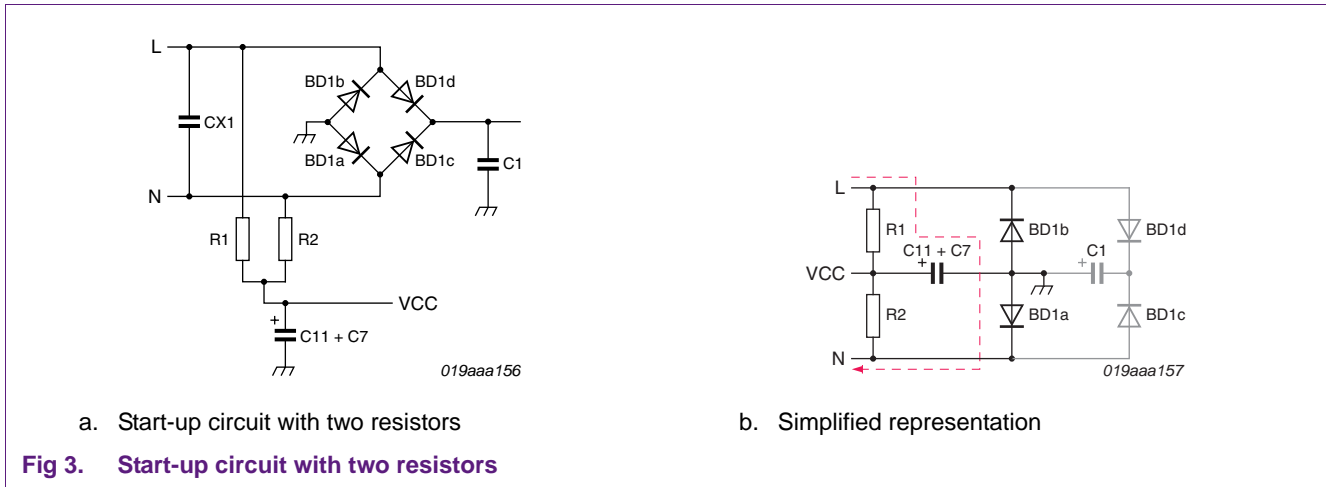 L
BD1b
BD1d
CX1
BD1a
BD1c
C1
N
R1
R2
VCC
+
C11 + C7
019aaa156
L
R1
BD1b
BD1d
C11 + C7
+
C1
+
VCC
R2
BD1a
BD1c
N
019aaa157
a. Start-up circuit with two resistors
b. Simplified representation
Fig 3. Start-up circuit with two resistors